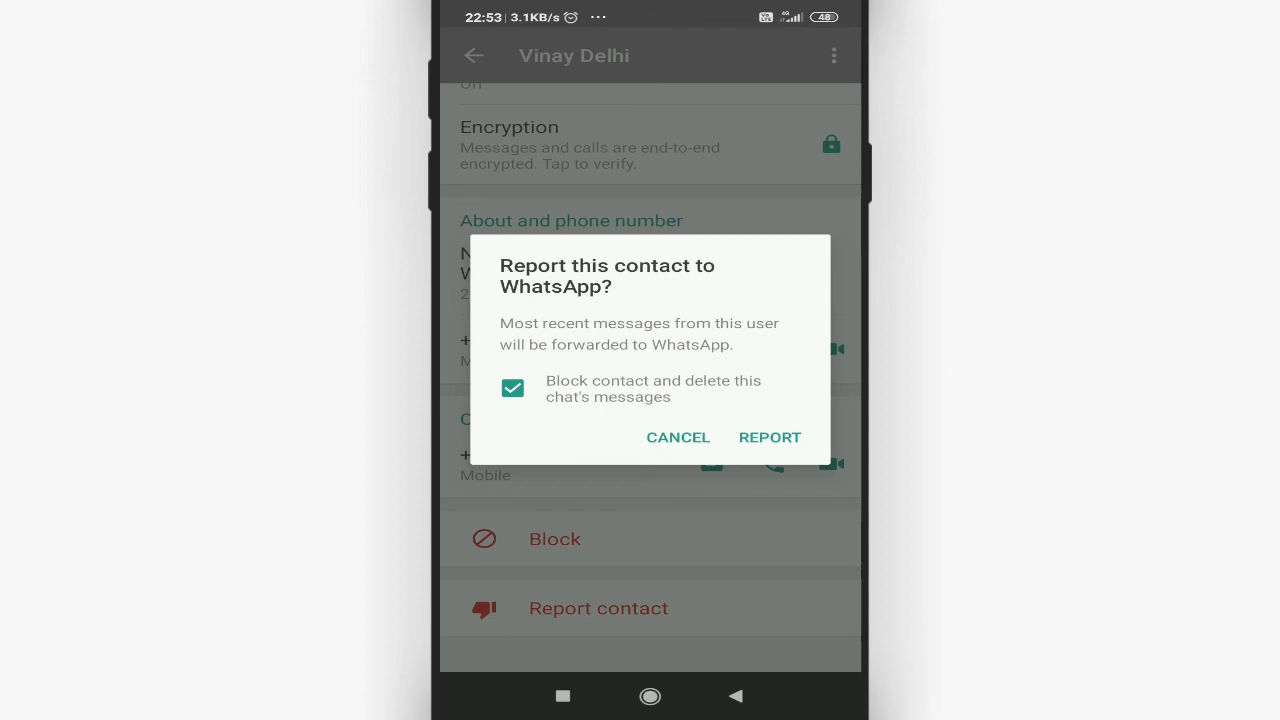 22:53 3.1KB/s ... 4G 48
Vinay Delhi
Encryption
Messages and calls are end-to-end
encrypted. Tap to verify.
About and phone number
Report this contact to
WhatsApp?
Most recent messages from this user
will be forwarded to WhatsApp.
Block contact and delete this
chat's messages
CANCEL REPORT
Mobile
Block
Report contact